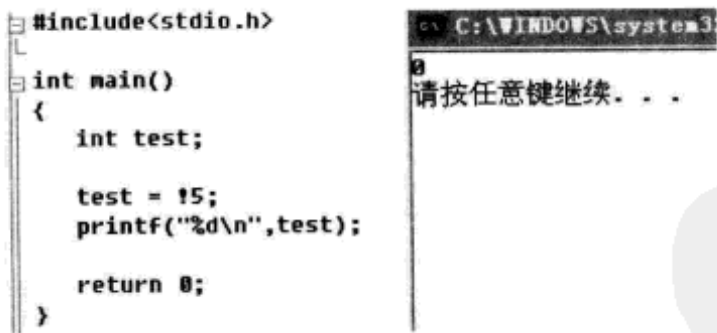 #include<stdio.h>
int main()
{
int test;
test = !5;
printf("%d\n",test);
return 0;
}
C:\WINDOWS\system3
0
请按任意键继续. . .